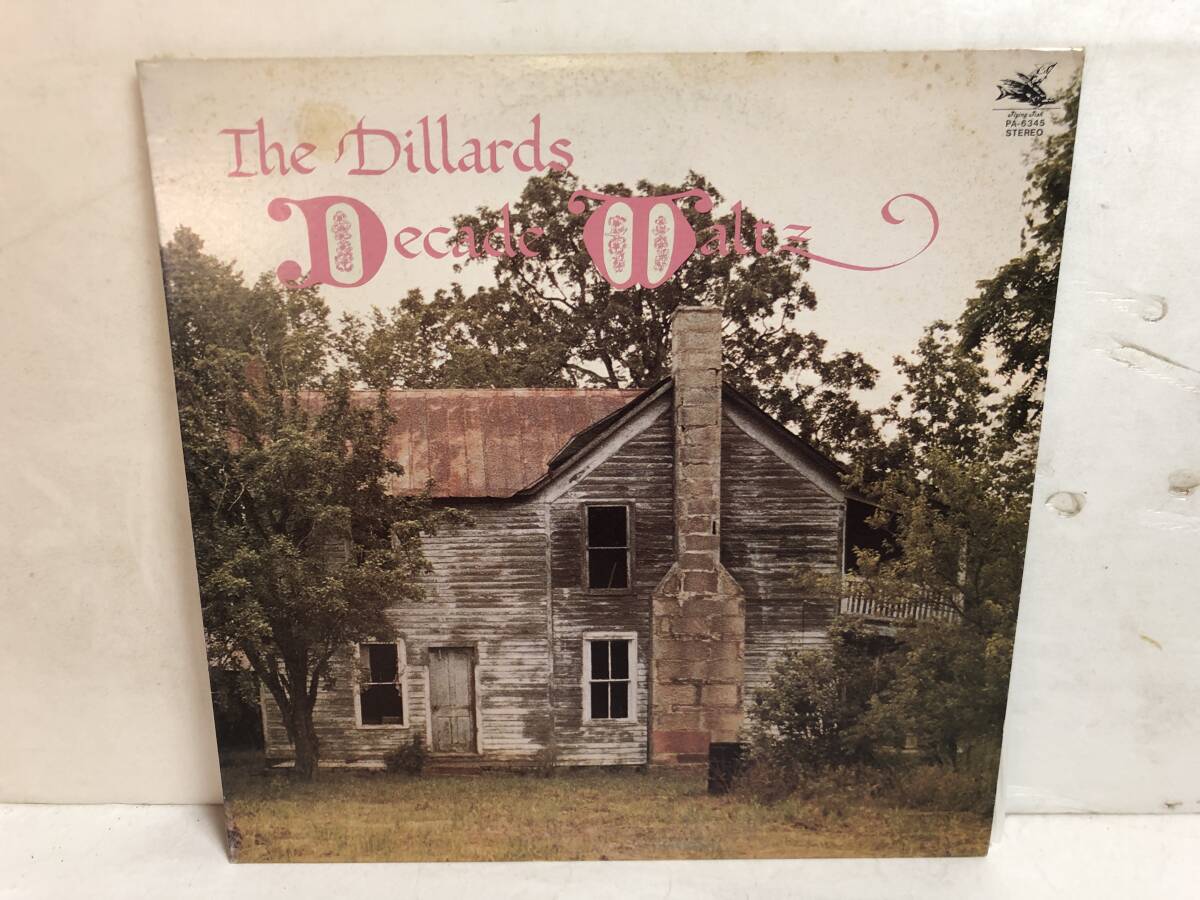 The Dillards
Decade Waltz
Flying Fish
PA-6345
STEREO